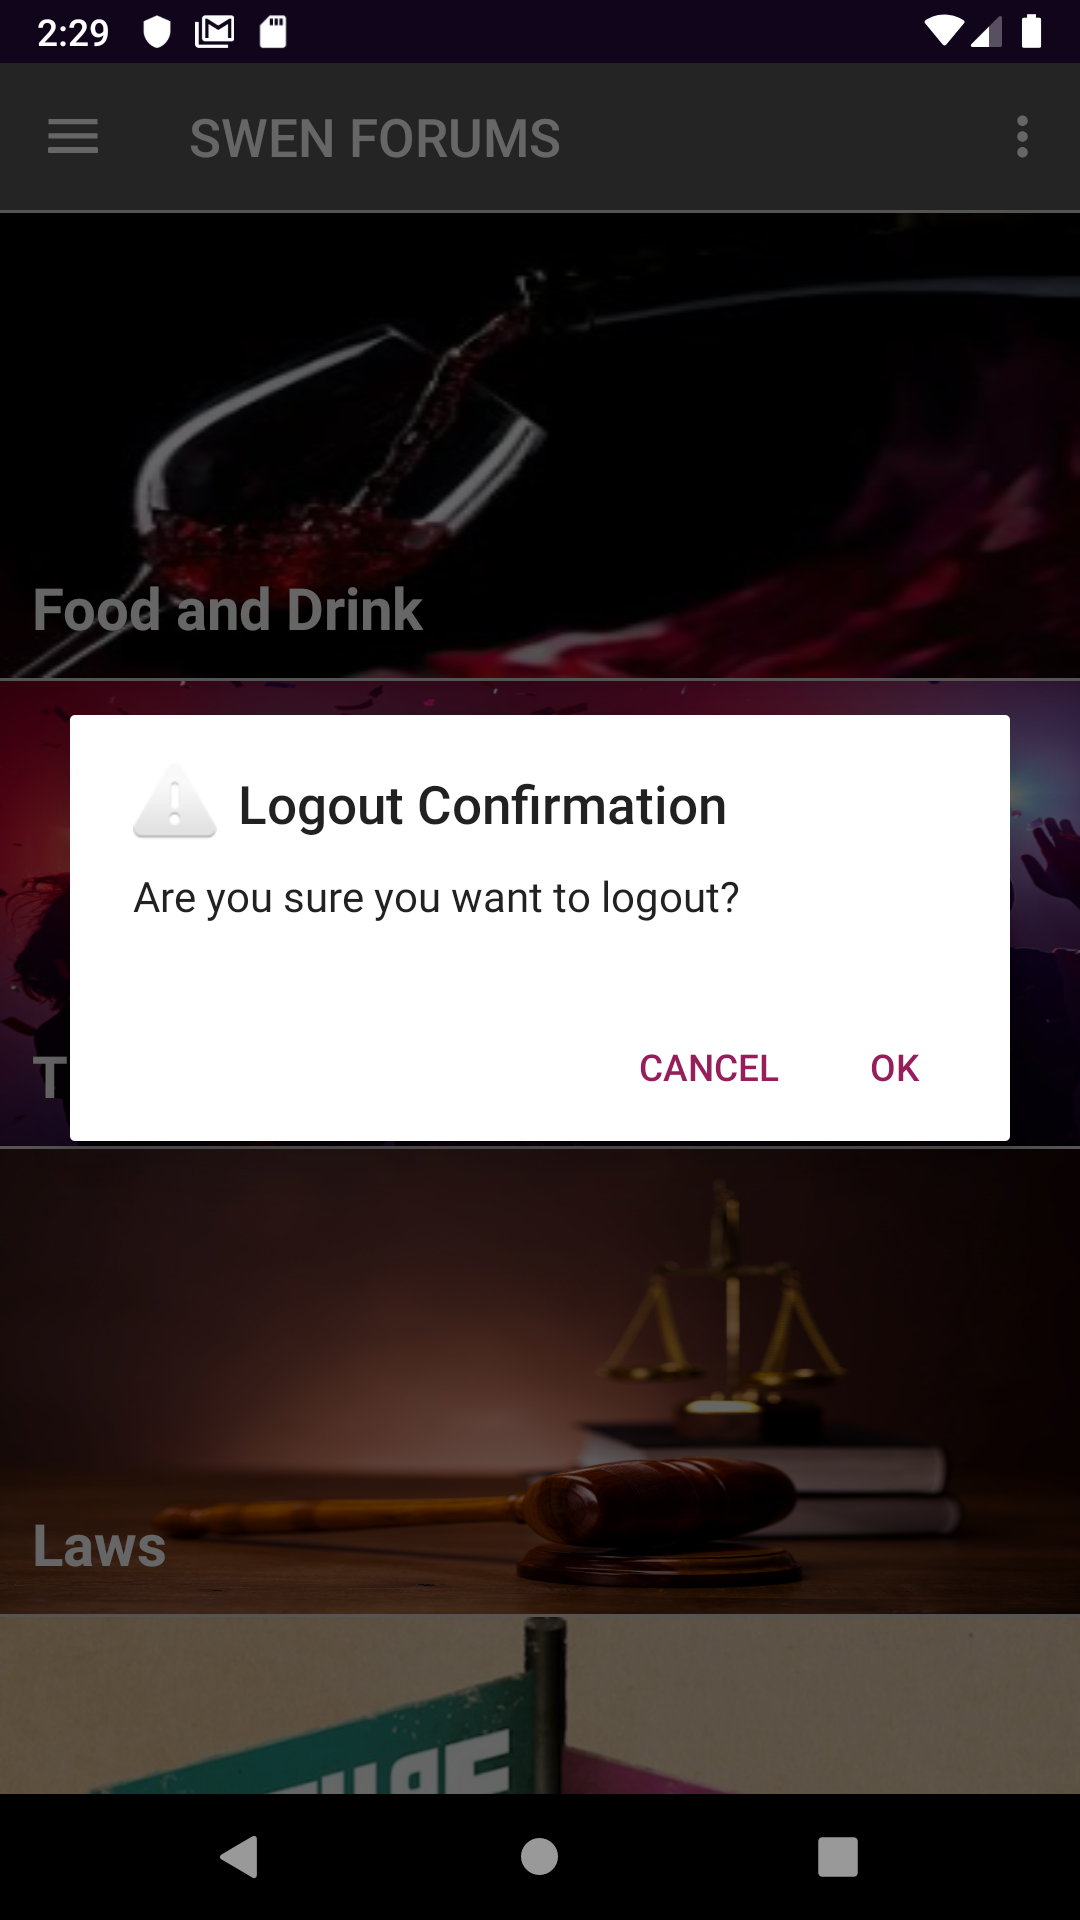 2:29
SWEN FORUMS
Food and Drink
Logout Confirmation
Are you sure you want to logout?
CANCEL OK
T
Laws